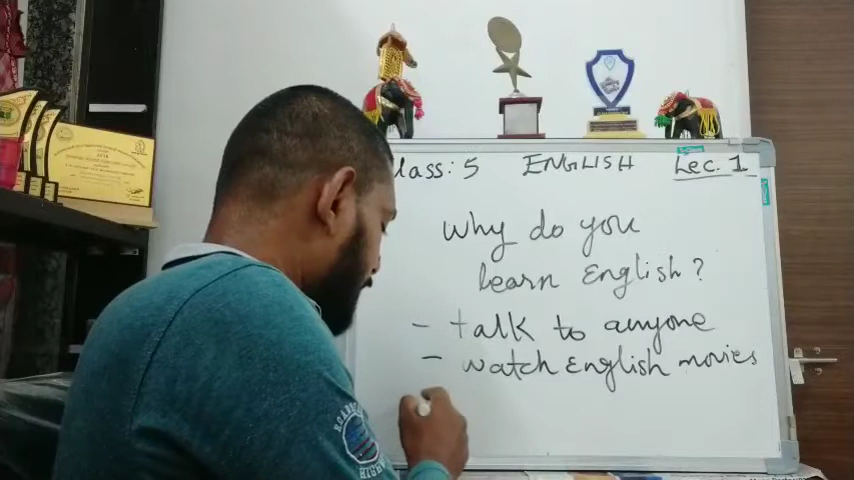 lass: 5 ENGLISH Lec. 1
Why do you
learn English?
- talk to anyone
- watch English movies